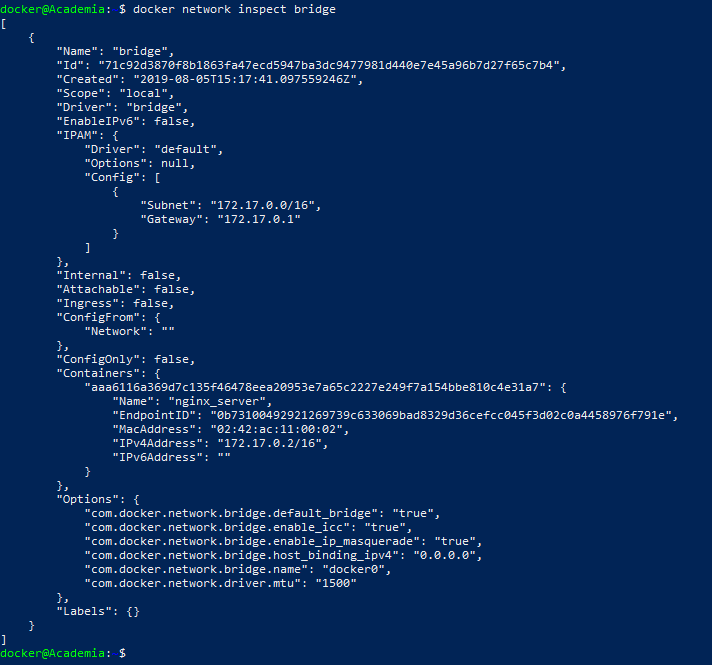 docker@Academia: $ docker network inspect bridge
[
    {
        "Name": "bridge",
        "Id": "71c92d3870f8b1863fa47ecd5947ba3dc9477981d440e7e45a96b7d27f65c7b4",
        "Created": "2019-08-05T15:17:41.097559246Z",
        "Scope": "local",
        "Driver": "bridge",
        "EnableIPv6": false,
        "IPAM": {
            "Driver": "default",
            "Options": null,
            "Config": [
                {
                    "Subnet": "172.17.0.0/16",
                    "Gateway": "172.17.0.1"
                }
            ]
        },
        "Internal": false,
        "Attachable": false,
        "Ingress": false,
        "ConfigFrom": {
            "Network": ""
        },
        "ConfigOnly": false,
        "Containers": {
            "aaa6116a369d7c135f46478eea20953e7a65c2227e249f7a154bbe810c4e31a7": {
                "Name": "nginx_server",
                "EndpointID": "0b73100492921269739c633069bad8329d36cefcc045f3d02c0a4458976f791e",
                "MacAddress": "02:42:ac:11:00:02",
                "IPv4Address": "172.17.0.2/16",
                "IPv6Address": ""
            }
        },
        "Options": {
            "com.docker.network.bridge.default_bridge": "true",
            "com.docker.network.bridge.enable_icc": "true",
            "com.docker.network.bridge.enable_ip_masquerade": "true",
            "com.docker.network.bridge.host_binding_ipv4": "0.0.0.0",
            "com.docker.network.bridge.name": "docker0",
            "com.docker.network.driver.mtu": "1500"
        },
        "Labels": {}
    }
]
docker@Academia: $